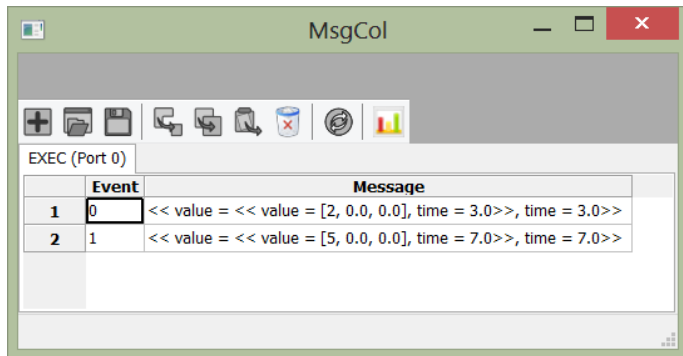 MsgCol
EXEC (Port 0)
Event Message
1 0 << value = << value = [2, 0.0, 0.0], time = 3.0>>, time = 3.0>>
2 1 << value = << value = [5, 0.0, 0.0], time = 7.0>>, time = 7.0>>